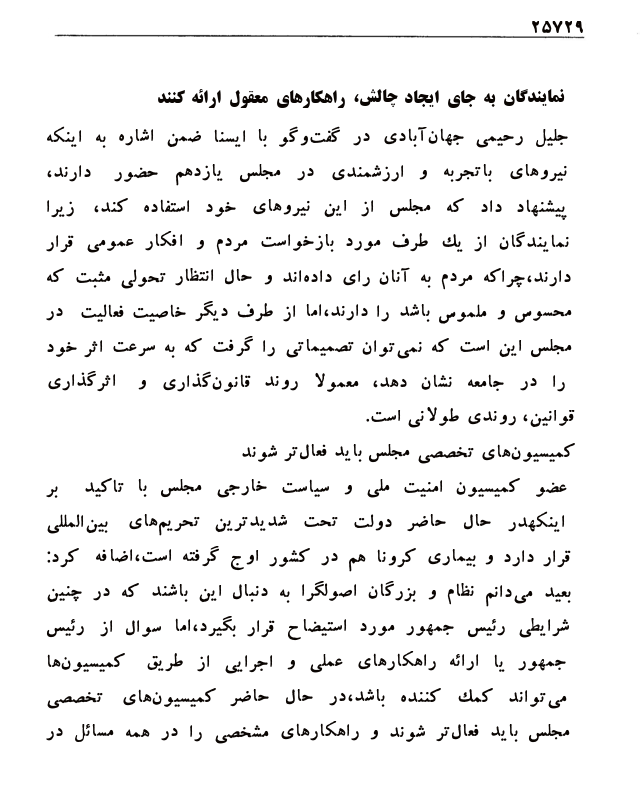 ۲۵۷۲۹
نمایندگان به جای ایجاد چالش، راهکارهای معقول ارائه کنند
جلیل رحیمی جهان‌آبادی در گفت‌وگو با ایسنا ضمن اشاره به اینکه
نیروهای باتجربه و ارزشمندی در مجلس یازدهم حضور دارند،
پیشنهاد داد که مجلس از این نیروهای خود استفاده کند، زیرا
نمایندگان از یك طرف مورد بازخواست مردم و افکار عمومی قرار
دارند،چراکه مردم به آنان رای داده‌اند و حال انتظار تحولی مثبت که
محسوس و ملموس باشد را دارند،اما از طرف دیگر خاصیت فعالیت در
مجلس این است که نمی‌توان تصمیماتی را گرفت که به سرعت اثر خود
را در جامعه نشان دهد، معمولا روند قانون‌گذاری و اثرگذاری
قوانین، روندی طولانی است.
کمیسیون‌های تخصصی مجلس باید فعال‌تر شوند
عضو کمیسیون امنیت ملی و سیاست خارجی مجلس با تاکید بر
اینکهدر حال حاضر دولت تحت شدیدترین تحریم‌های بین‌المللی
قرار دارد و بیماری کرونا هم در کشور اوج گرفته است،اضافه کرد:
بعید می‌دانم نظام و بزرگان اصولگرا به دنبال این باشند که در چنین
شرایطی رئیس جمهور مورد استیضاح قرار بگیرد،اما سوال از رئیس
جمهور یا ارائه راهکارهای عملی و اجرایی از طریق کمیسیون‌ها
می‌تواند کمك کننده باشد،در حال حاضر کمیسیون‌های تخصصی
مجلس باید فعال‌تر شوند و راهکارهای مشخصی را در همه مسائل در